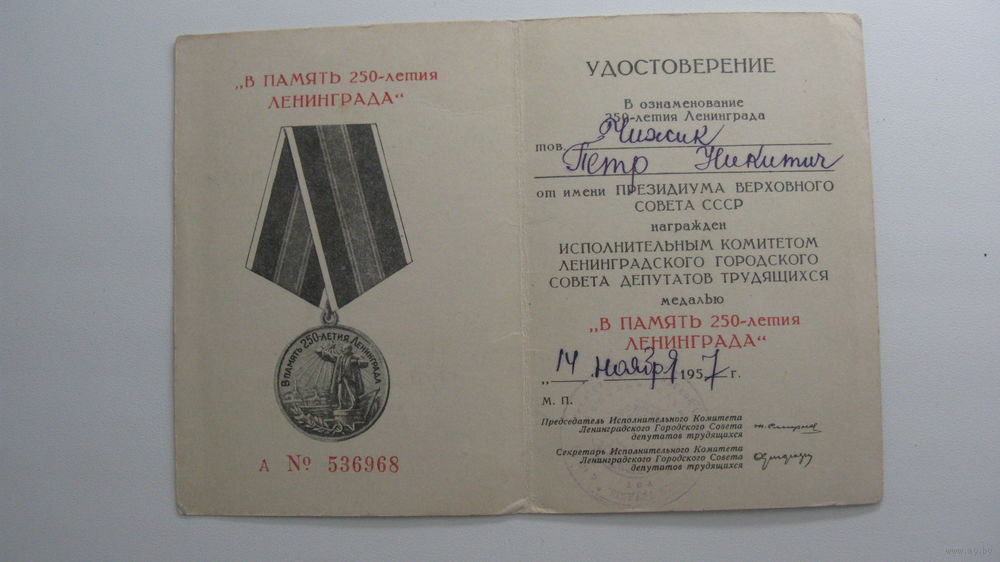 „В ПАМЯТЬ 250-летия
ЛЕНИНГРАДА“
В ПАМЯТЬ 250-ЛЕТИЯ ЛЕНИНГРАДА
А № 536968
УДОСТОВЕРЕНИЕ
В ознаменование
250-летия Ленинграда
тов. Чижик
Петр Никитич
от имени ПРЕЗИДИУМА ВЕРХОВНОГО
СОВЕТА СССР
награжден
ИСПОЛНИТЕЛЬНЫМ КОМИТЕТОМ
ЛЕНИНГРАДСКОГО ГОРОДСКОГО
СОВЕТА ДЕПУТАТОВ ТРУДЯЩИХСЯ
медалью
„В ПАМЯТЬ 250-летия
ЛЕНИНГРАДА“
„14 ноября 1957 г.
М. П.
Председатель Исполнительного Комитета
Ленинградского Городского Совета
депутатов трудящихся
Секретарь Исполнительного Комитета
Ленинградского Городского Совета
депутатов трудящихся
www.ay.by